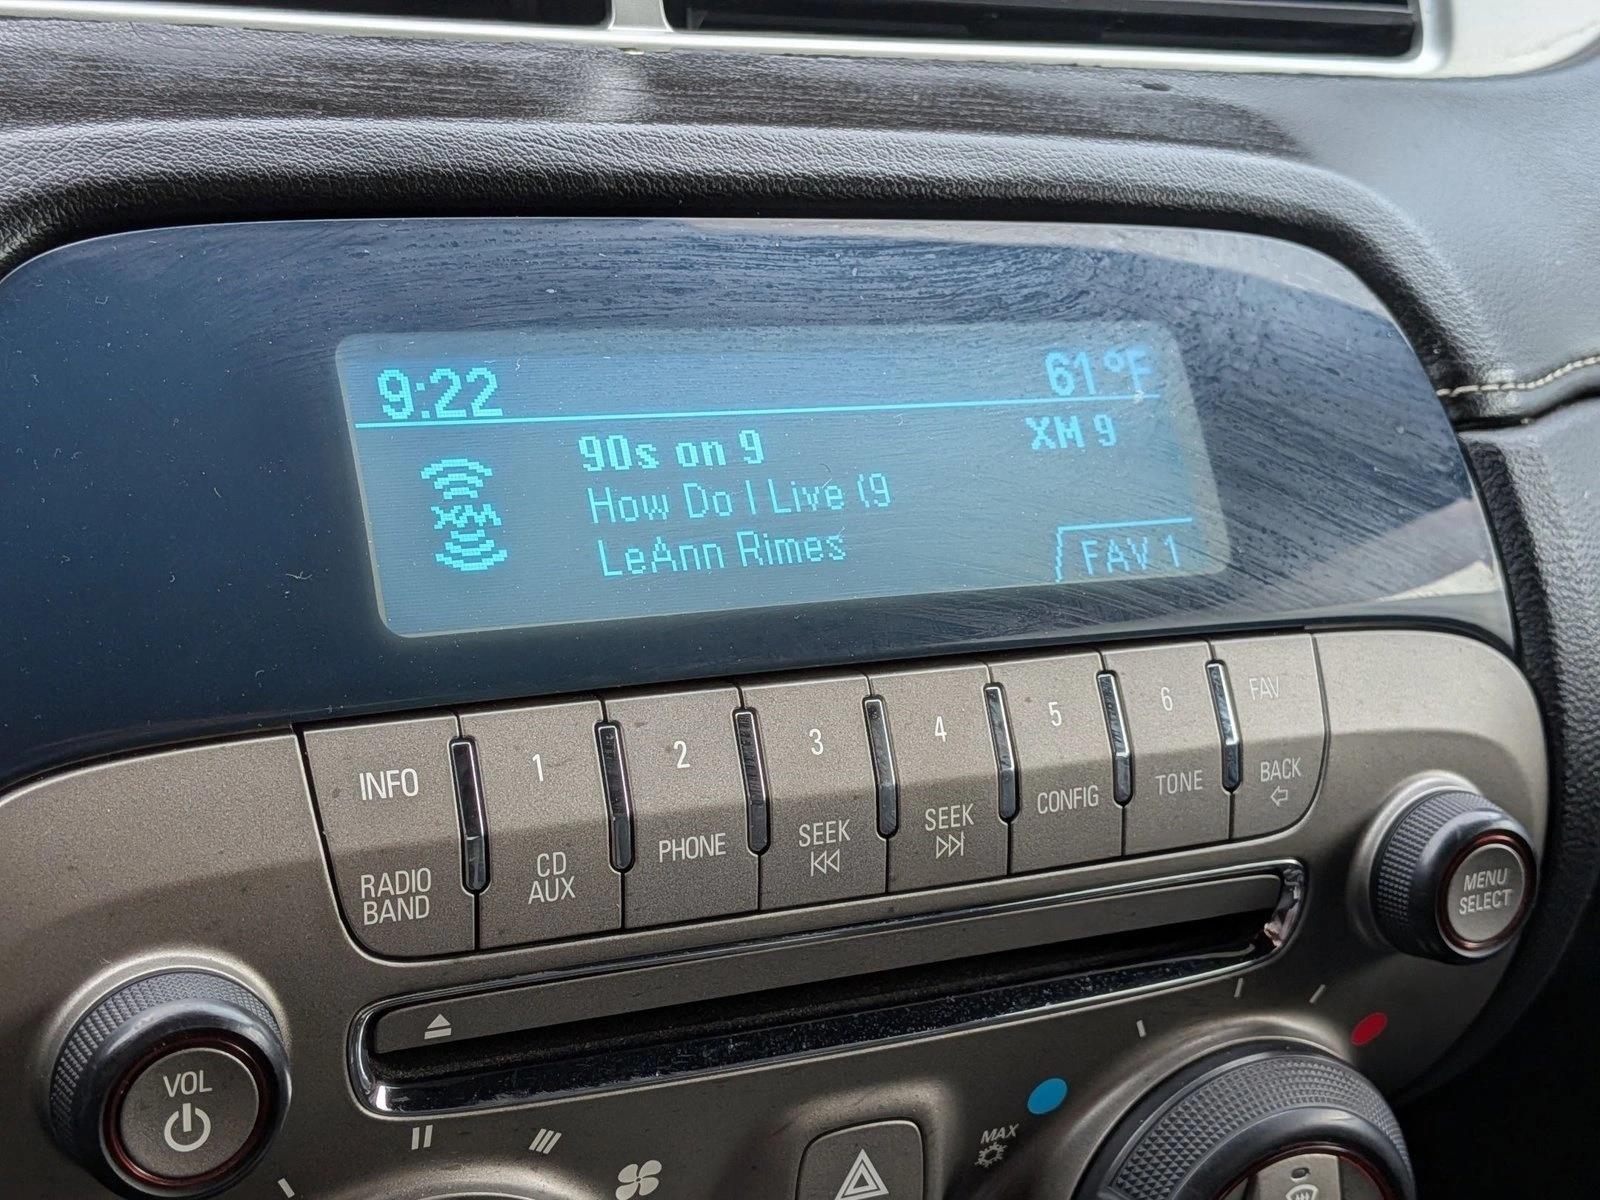 9:22 61°F
90s on 9 XM 9
How Do I Live (9
XM
LeAnn Rimes
FAV 1
INFO 1 2 3 4 5 6 FAV
RADIO BAND
CD AUX
PHONE
SEEK
SEEK
CONFIG
TONE
BACK
MENU SELECT
VOL
MAX